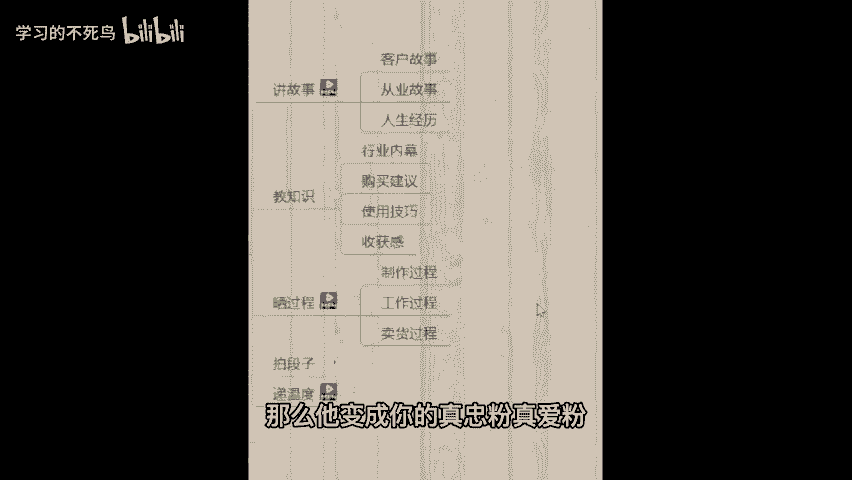 学习的不死鸟 bilibili
客户故事
讲故事
从业故事
人生经历
行业内幕
购买建议
教知识
使用技巧
收获感
制作过程
晒过程
工作过程
卖货过程
拍段子
递温度
那么他变成你的真忠粉真爱粉